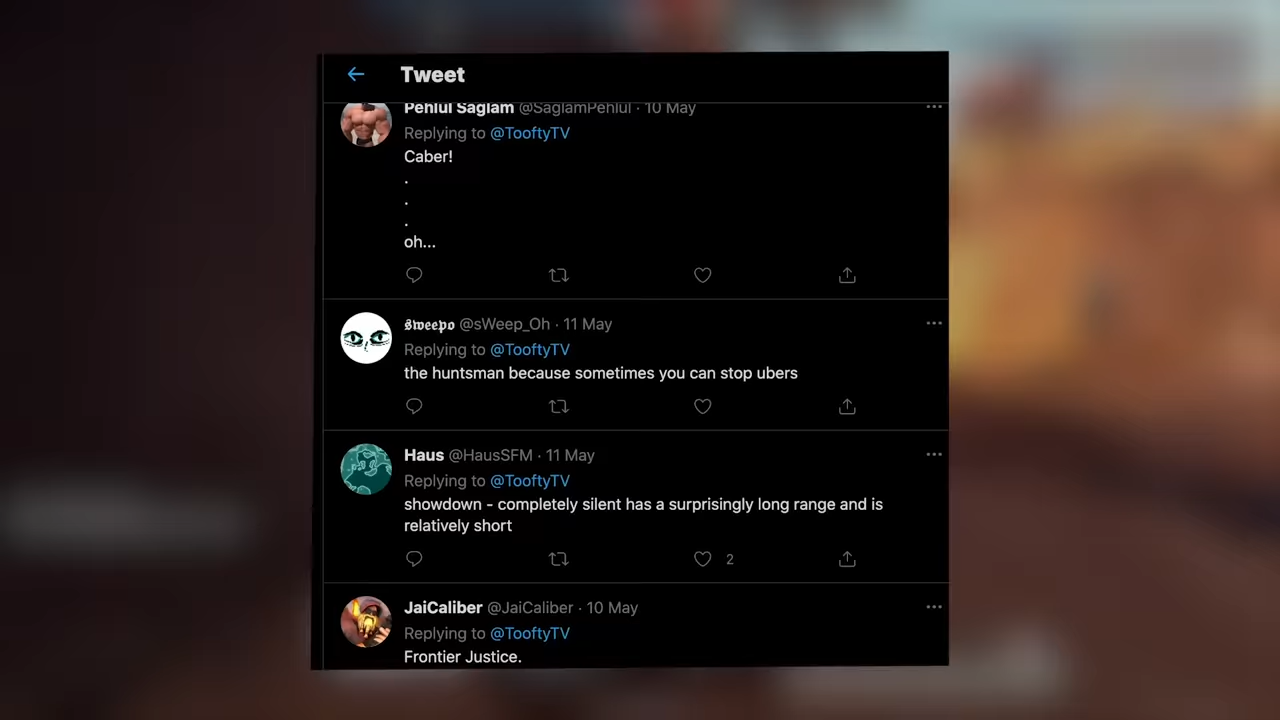 Tweet
Pehlul Saglam @SaglamPehlul · 10 May
Replying to @TooftyTV
Caber!
.
.
.
oh...
𝕾𝖜𝖊𝖊𝖕𝖔 @sWeep_Oh · 11 May
Replying to @TooftyTV
the huntsman because sometimes you can stop ubers
Haus @HausSFM · 11 May
Replying to @TooftyTV
showdown - completely silent has a surprisingly long range and is
relatively short
2
JaiCaliber @JaiCaliber · 10 May
Replying to @TooftyTV
Frontier Justice.